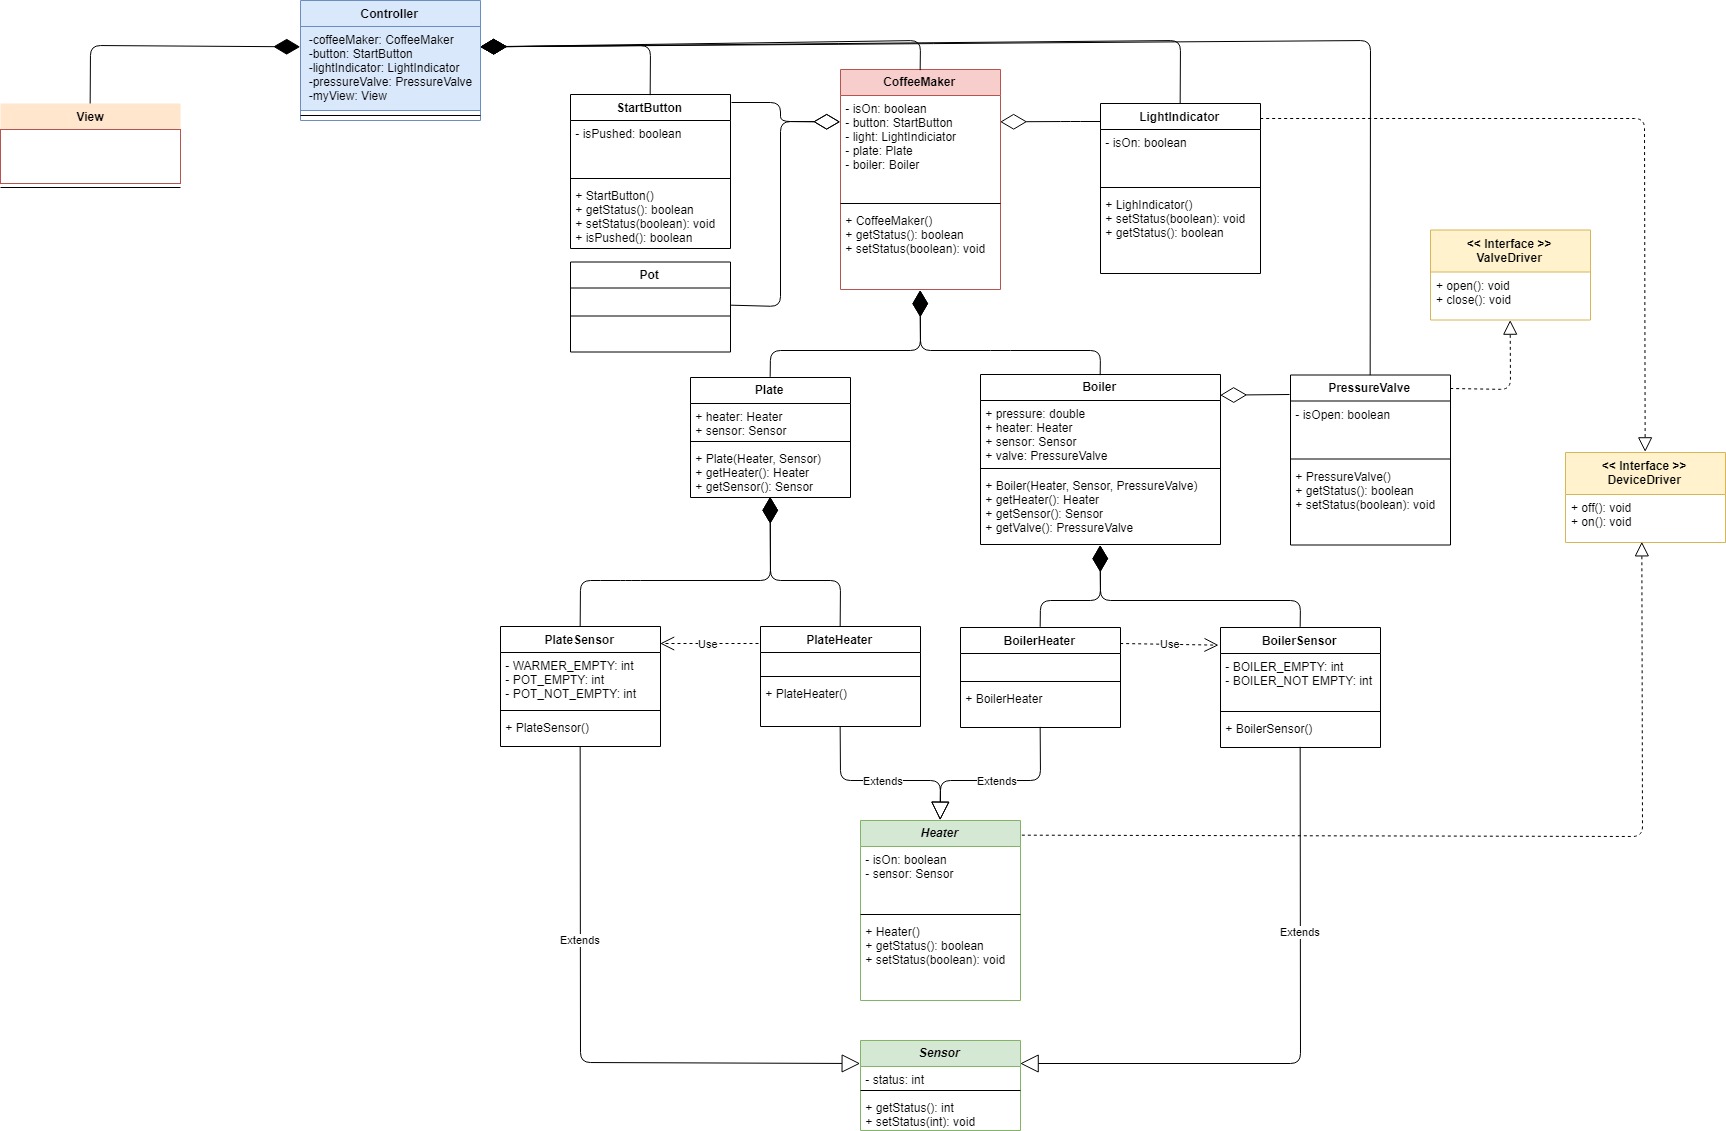 Controller
-coffeeMaker: CoffeeMaker
-button: StartButton
-lightIndicator: LightIndicator
-pressureValve: PressureValve
-myView: View
View
StartButton
- isPushed: boolean
+ StartButton()
+ getStatus(): boolean
+ setStatus(boolean): void
+ isPushed(): boolean
Pot
CoffeeMaker
- isOn: boolean
- button: StartButton
- light: LightIndiciator
- plate: Plate
- boiler: Boiler
+ CoffeeMaker()
+ getStatus(): boolean
+ setStatus(boolean): void
LightIndicator
- isOn: boolean
+ LighIndicator()
+ setStatus(boolean): void
+ getStatus(): boolean
<< Interface >>
ValveDriver
+ open(): void
+ close(): void
Plate
+ heater: Heater
+ sensor: Sensor
+ Plate(Heater, Sensor)
+ getHeater(): Heater
+ getSensor(): Sensor
Boiler
+ pressure: double
+ heater: Heater
+ sensor: Sensor
+ valve: PressureValve
+ Boiler(Heater, Sensor, PressureValve)
+ getHeater(): Heater
+ getSensor(): Sensor
+ getValve(): PressureValve
PressureValve
- isOpen: boolean
+ PressureValve()
+ getStatus(): boolean
+ setStatus(boolean): void
<< Interface >>
DeviceDriver
+ off(): void
+ on(): void
PlateSensor
- WARMER_EMPTY: int
- POT_EMPTY: int
- POT_NOT_EMPTY: int
+ PlateSensor()
Use
PlateHeater
+ PlateHeater()
BoilerHeater
+ BoilerHeater
Use
BoilerSensor
- BOILER_EMPTY: int
- BOILER_NOT EMPTY: int
+ BoilerSensor()
Extends
Extends
Heater
- isOn: boolean
- sensor: Sensor
+ Heater()
+ getStatus(): boolean
+ setStatus(boolean): void
Extends
Extends
Sensor
- status: int
+ getStatus(): int
+ setStatus(int): void